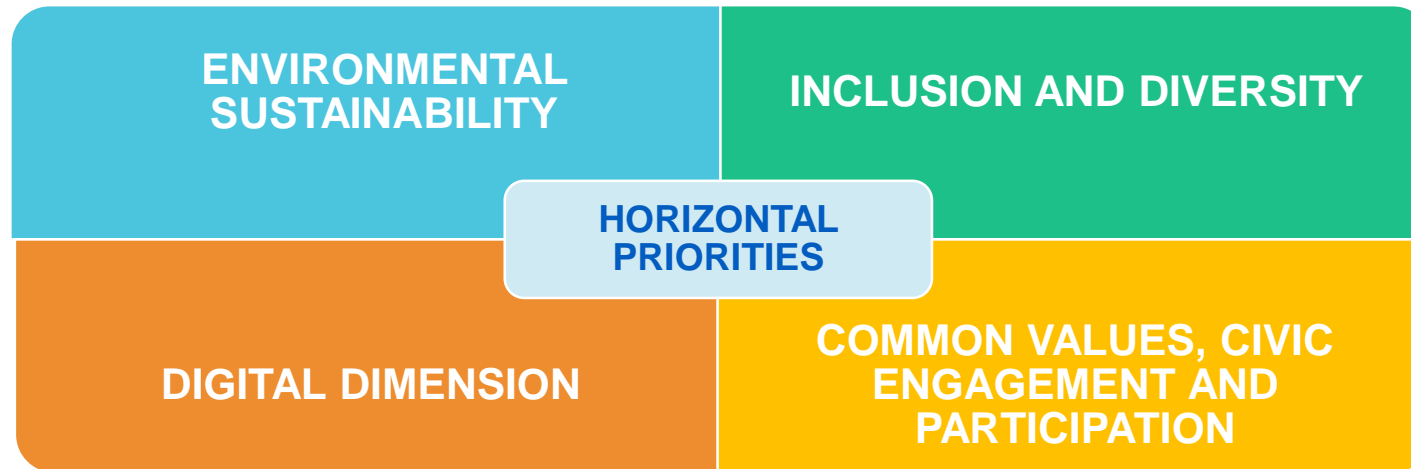 ENVIRONMENTAL
SUSTAINABILITY
INCLUSION AND DIVERSITY
HORIZONTAL
PRIORITIES
DIGITAL DIMENSION
COMMON VALUES, CIVIC
ENGAGEMENT AND
PARTICIPATION